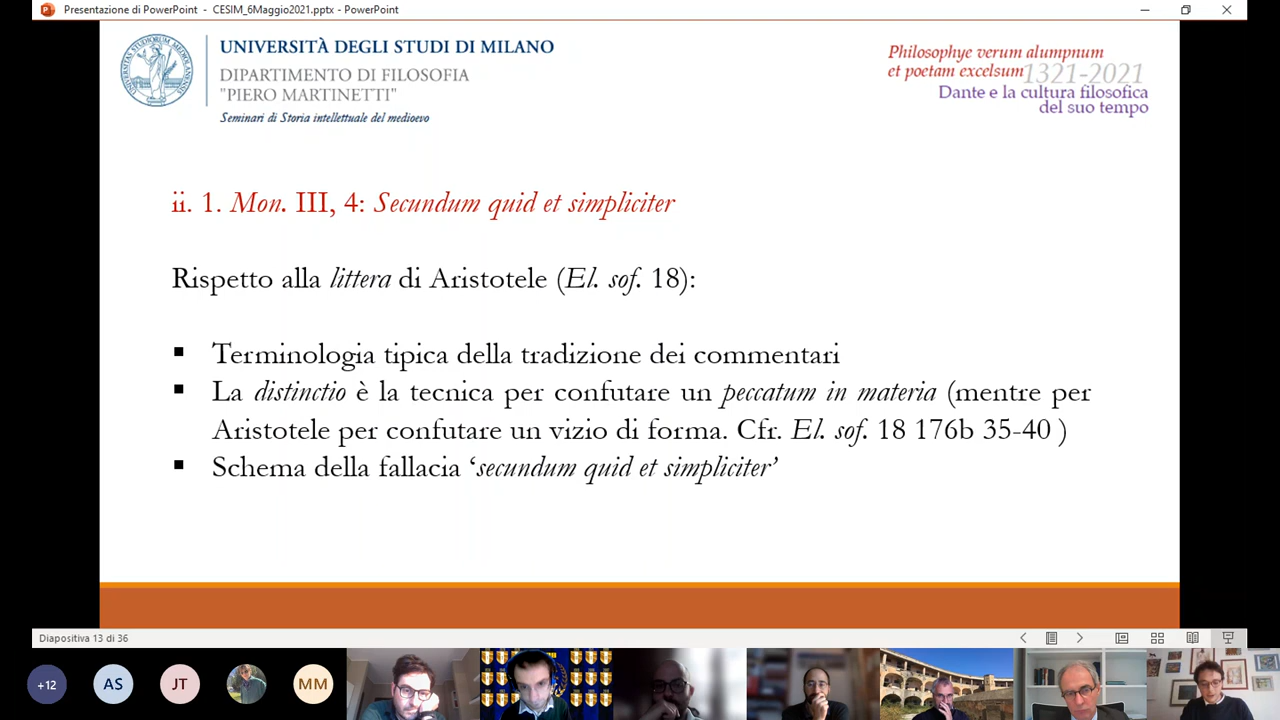 Presentazione di PowerPoint - CESIM_6Maggio2021.pptx - PowerPoint
UNIVERSITÀ DEGLI STUDI DI MILANO
DIPARTIMENTO DI FILOSOFIA
"PIERO MARTINETTI"
Seminari di Storia intellettuale del medioevo
Philosophye verum alumpnum
et poetam excelsum 1321-2021
Dante e la cultura filosofica
del suo tempo
ii. 1. Mon. III, 4: Secundum quid et simpliciter
Rispetto alla littera di Aristotele (El. sof. 18):
▪ Terminologia tipica della tradizione dei commentari
▪ La distinctio è la tecnica per confutare un peccatum in materia (mentre per
Aristotele per confutare un vizio di forma. Cfr. El. sof. 18 176b 35-40 )
▪ Schema della fallacia ‘secundum quid et simpliciter’
Diapositiva 13 di 36
+12 AS JT MM